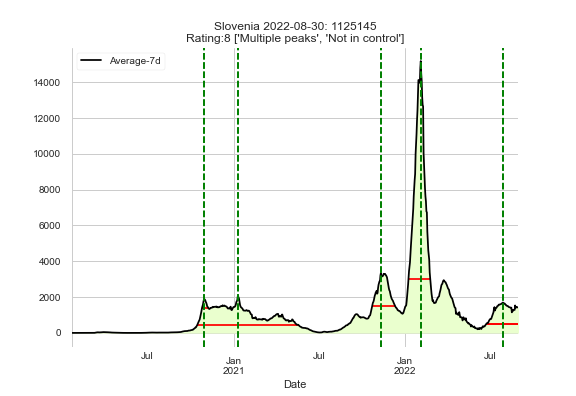 Slovenia 2022-08-30: 1125145
Rating:8 ['Multiple peaks', 'Not in control']
Average-7d
14000
12000
10000
8000
6000
4000
2000
0
Jul
Jan
2021
Jul
Jan
2022
Jul
Date